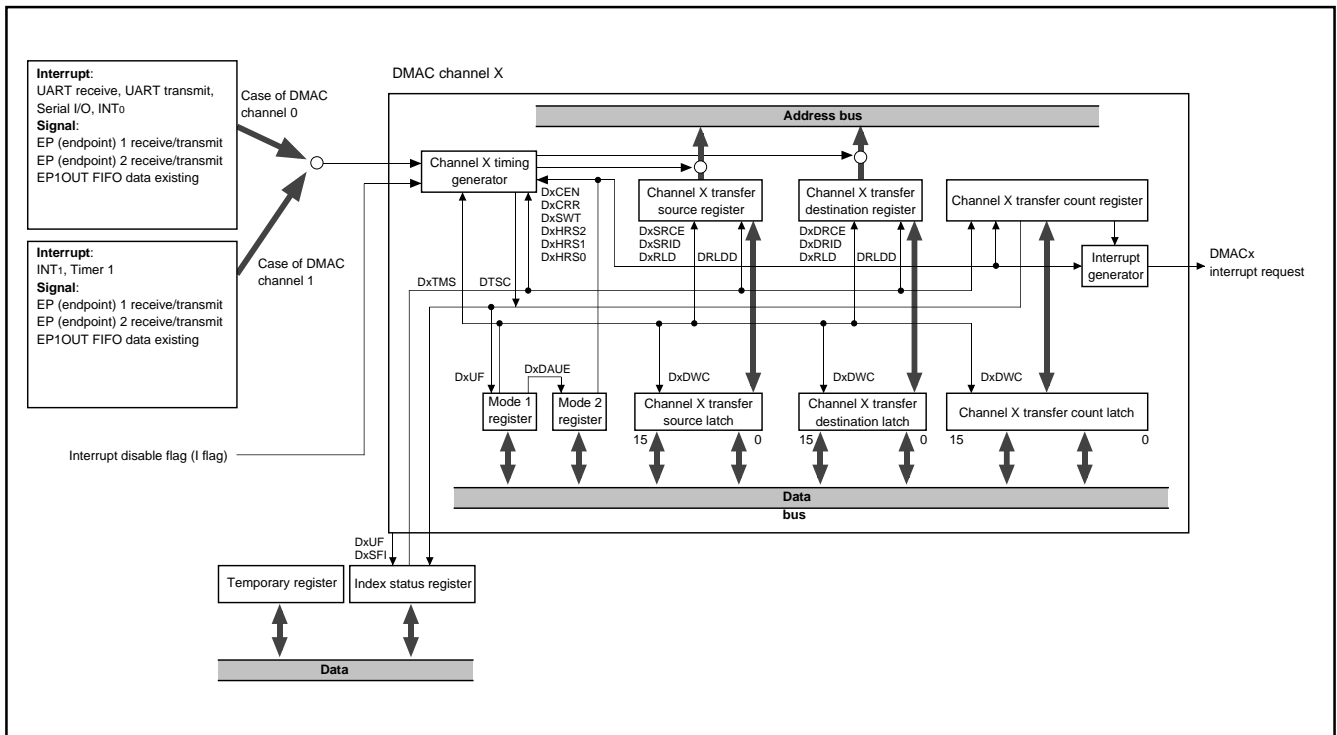 Interrupt:
UART receive, UART transmit,
Serial I/O, INT0
Signal:
EP (endpoint) 1 receive/transmit
EP (endpoint) 2 receive/transmit
EP1OUT FIFO data existing
Case of DMAC
channel 0
Interrupt:
INT1, Timer 1
Signal:
EP (endpoint) 1 receive/transmit
EP (endpoint) 2 receive/transmit
EP1OUT FIFO data existing
Case of DMAC
channel 1
Interrupt disable flag (I flag)
DMAC channel X
Address bus
Channel X timing
generator
DxCEN
DxCRR
DxSWT
DxHRS2
DxHRS1
DxHRS0
Channel X transfer
source register
DxSRCE
DxSRID
DxRLD
DRLDD
Channel X transfer
destination register
DxDRCE
DxDRID
DxRLD
DRLDD
Channel X transfer count register
Interrupt
generator
DMACx
interrupt request
DxTMS
DTSC
DxUF
DxDAUE
DxDWC
DxDWC
DxDWC
Mode 1
register
Mode 2
register
Channel X transfer
source latch
15
0
Channel X transfer
destination latch
15
0
Channel X transfer count latch
15
0
Data
bus
DxUF
DxSFI
Temporary register
Index status register
Data